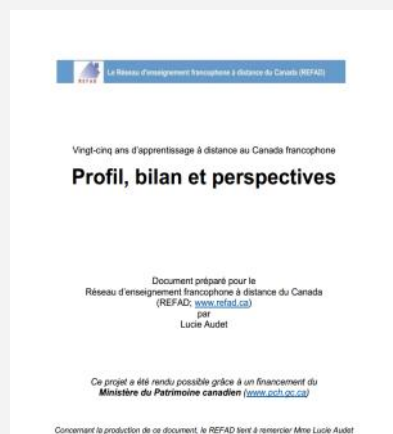 REFAD
Le Réseau d'enseignement francophone à distance du Canada (REFAD)
Vingt-cinq ans d'apprentissage à distance au Canada francophone
Profil, bilan et perspectives
Document préparé pour le
Réseau d'enseignement francophone à distance du Canada
(REFAD; www.refad.ca)
par
Lucie Audet
Ce projet a été rendu possible grâce à un financement du
Ministère du Patrimoine canadien (www.pch.gc.ca)
Concernant la production de ce document, le REFAD tient à remercier Mme Lucie Audet